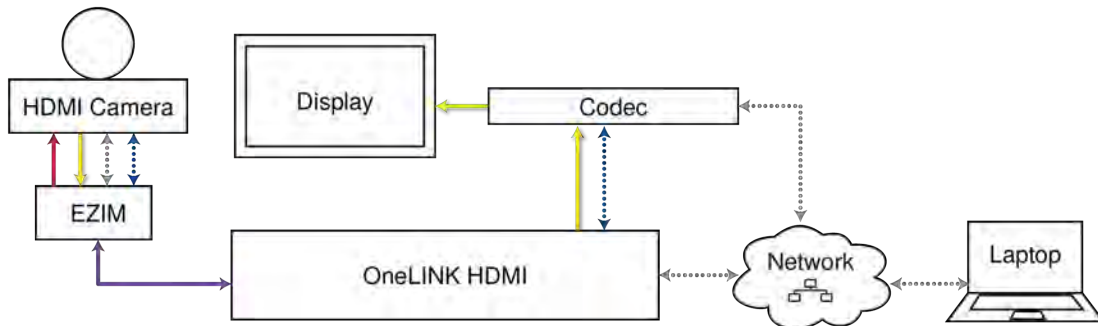 HDMI Camera
Display
Codec
EZIM
OneLINK HDMI
Network
Laptop